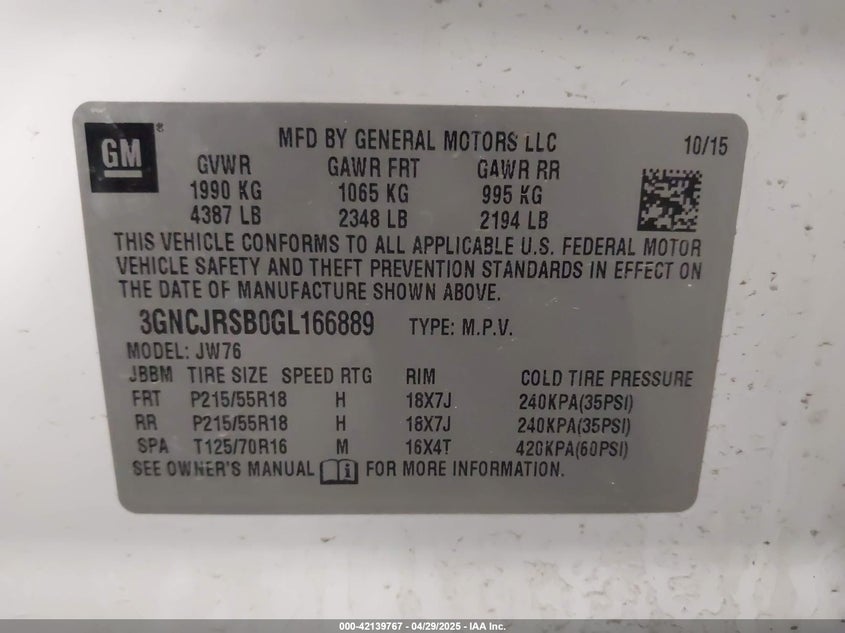 GM®
MFD BY GENERAL MOTORS LLC 10/15
GVWR GAWR FRT GAWR RR
1990 KG 1065 KG 995 KG
4387 LB 2348 LB 2194 LB
THIS VEHICLE CONFORMS TO ALL APPLICABLE U.S. FEDERAL MOTOR
VEHICLE SAFETY AND THEFT PREVENTION STANDARDS IN EFFECT ON
THE DATE OF MANUFACTURE SHOWN ABOVE.
3GNCJRSB0GL166889 TYPE: M.P.V.
MODEL: JW76
JBBM TIRE SIZE SPEED RTG RIM COLD TIRE PRESSURE
FRT P215/55R18 H 18X7J 240KPA(35PSI)
RR P215/55R18 H 18X7J 240KPA(35PSI)
SPA T125/70R16 M 16X4T 420KPA(60PSI)
SEE OWNER'S MANUAL FOR MORE INFORMATION.
000-42139767 - 04/29/2025 - IAA Inc.